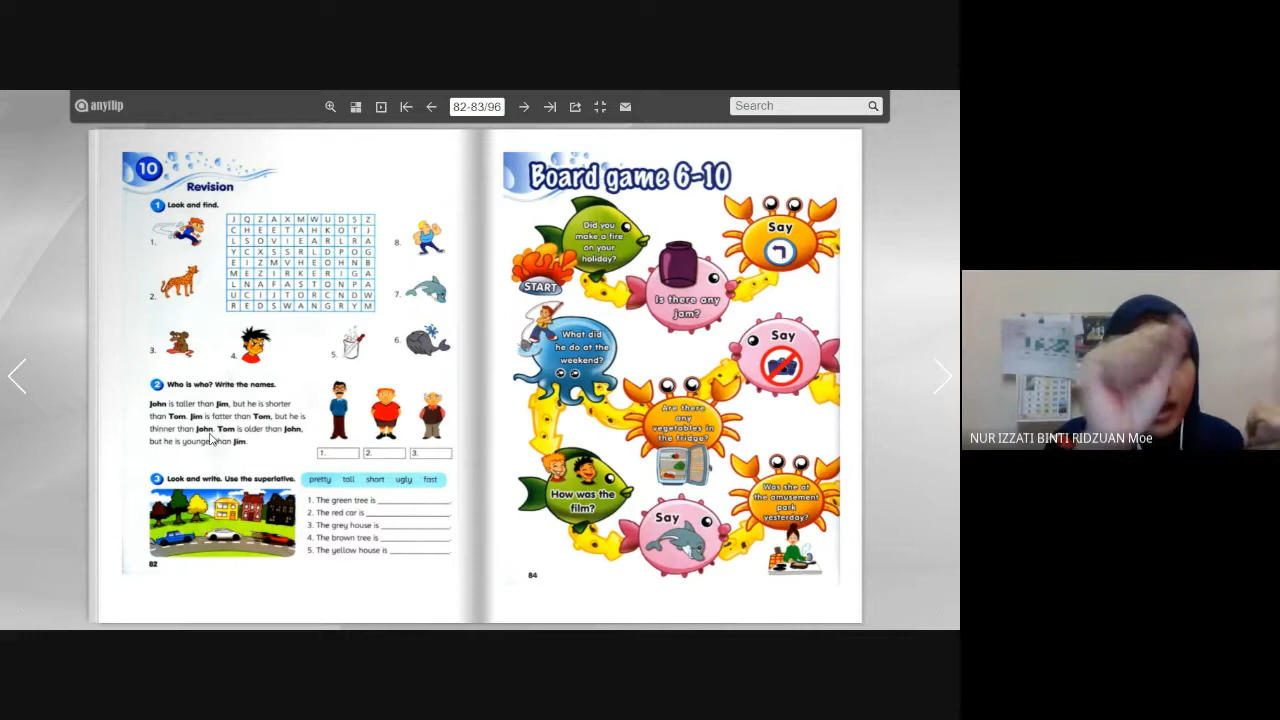 anyflip
82-83/96
Search
10
Revision
1 Look and find.
J Q Z A X M W U D S Z
C H E E T A H K O T I
L S O V I E A R L R A
Y C X S S R L D P O G
E I Z M V H E O H N B
M E Z I R K E R I G A
L N A F A S T O N P A
U C I J T O R C N D W
R E D S W A N G R Y M
1.
2.
3.
4.
5.
6.
7.
8.
2 Who is who? Write the names.
John is taller than Jim, but he is shorter
than Tom. Jim is fatter than Tom, but he is
thinner than John. Tom is older than John,
but he is younger than Jim.
1.
2.
3.
3 Look and write. Use the superlative.
pretty tall short ugly fast
1. The green tree is
2. The red car is
3. The grey house is
4. The brown tree is
5. The yellow house is
82
Board game 6-10
Did you
make a fire
on your
holiday?
START
Is there any
jam?
Say
What did
he do at the
weekend?
Say
Are there
any
vegetables in
the fridge?
How was the
film?
Say
Was she at
the amusement
park
yesterday?
84
NUR IZZATI BINTI RIDZUAN Moe